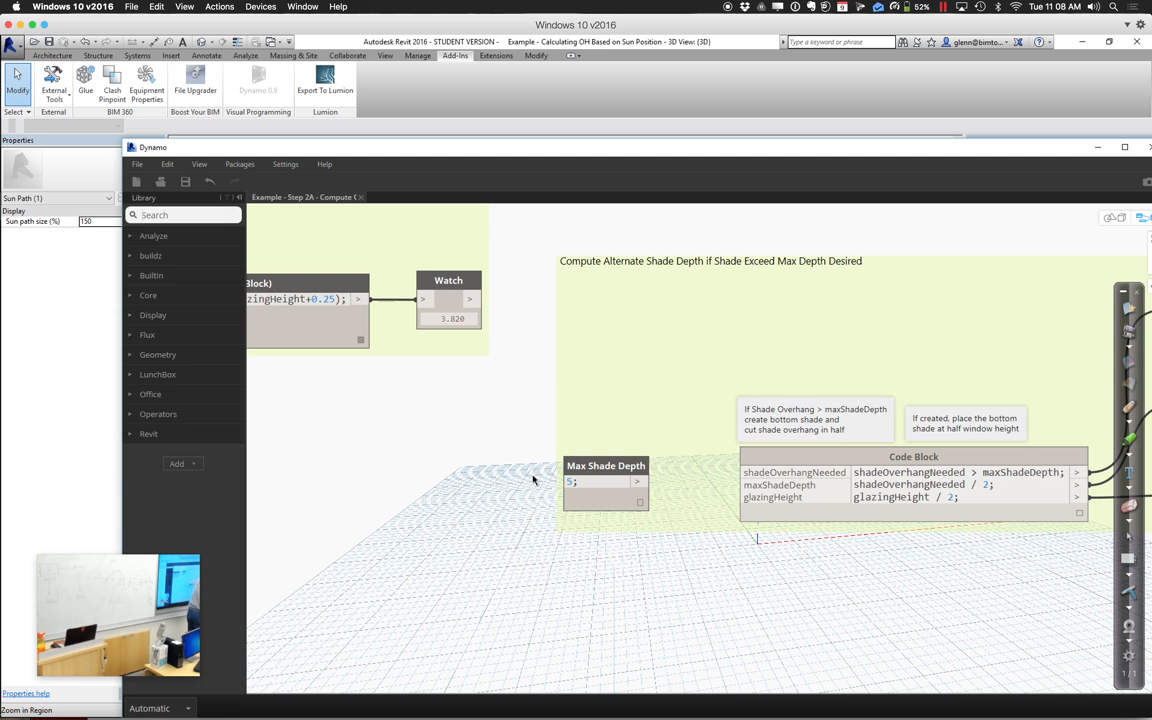 Windows 10 v2016 File Edit View Actions Devices Window Help
9 52% Tue 11 08 AM
Windows 10 v2016
Autodesk Revit 2016 - STUDENT VERSION - Example - Calculating OH Based on Sun Position - 3D View: {3D}
Type a keyword or phrase
glenn@bimto...
Architecture Structure Systems Insert Annotate Analyze Massing & Site Collaborate View Manage Add-Ins Extensions Modify
Modify External Tools Glue Clash Pinpoint Equipment Properties File Upgrader Dynamo 0.9 Export To Lumion
Select External BIM 360 Boost Your BIM Visual Programming Lumion
Properties
Dynamo
File Edit View Packages Settings Help
Library
Example - Step 2A - Compute
Sun Path (1)
Display
Sun path size (%) 150
Search
Analyze
buildz
BuiltIn
Core
Display
Flux
Geometry
LunchBox
Office
Operators
Revit
Add
Block)
zingHeight+0.25); >
Watch
> >
3.820
Compute Alternate Shade Depth if Shade Exceed Max Depth Desired
If Shade Overhang > maxShadeDepth
create bottom shade and
cut shade overhang in half
If created, place the bottom
shade at half window height
Max Shade Depth
5; >
Code Block
shadeOverhangNeeded shadeOverhangNeeded > maxShadeDepth; >
maxShadeDepth shadeOverhangNeeded / 2; >
glazingHeight glazingHeight / 2; >
1/1
Properties help
Zoom in Region
Automatic